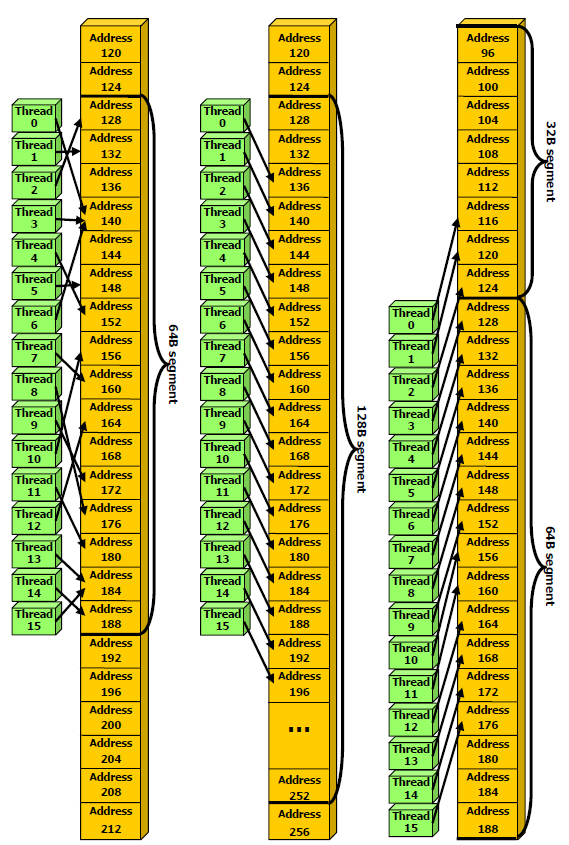 Address
120
Address
124
Address
128
Address
132
Address
136
Address
140
Address
144
Address
148
Address
152
Address
156
Address
160
Address
164
Address
168
Address
172
Address
176
Address
180
Address
184
Address
188
Address
192
Address
196
Address
200
Address
204
Address
208
Address
212
Thread
0
Thread
1
Thread
2
Thread
3
Thread
4
Thread
5
Thread
6
Thread
7
Thread
8
Thread
9
Thread
10
Thread
11
Thread
12
Thread
13
Thread
14
Thread
15
64B segment
Address
120
Address
124
Address
128
Address
132
Address
136
Address
140
Address
144
Address
148
Address
152
Address
156
Address
160
Address
164
Address
168
Address
172
Address
176
Address
180
Address
184
Address
188
Address
192
Address
196
...
Address
252
Address
256
Thread
0
Thread
1
Thread
2
Thread
3
Thread
4
Thread
5
Thread
6
Thread
7
Thread
8
Thread
9
Thread
10
Thread
11
Thread
12
Thread
13
Thread
14
Thread
15
128B segment
Address
96
Address
100
Address
104
Address
108
Address
112
Address
116
Address
120
Address
124
Address
128
Address
132
Address
136
Address
140
Address
144
Address
148
Address
152
Address
156
Address
160
Address
164
Address
168
Address
172
Address
176
Address
180
Address
184
Address
188
Thread
0
Thread
1
Thread
2
Thread
3
Thread
4
Thread
5
Thread
6
Thread
7
Thread
8
Thread
9
Thread
10
Thread
11
Thread
12
Thread
13
Thread
14
Thread
15
32B segment
64B segment